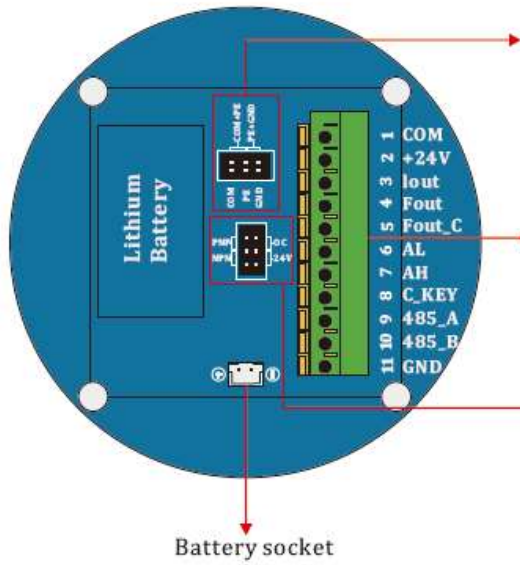 COM+PE
PE+GND
COM
PE
GND
Lithium
Battery
PNP
OC
NPN
24V
1 COM
2 +24V
3 Iout
4 Fout
5 Fout_C
6 AL
7 AH
8 C_KEY
9 485_A
10 485_B
11 GND
Battery socket